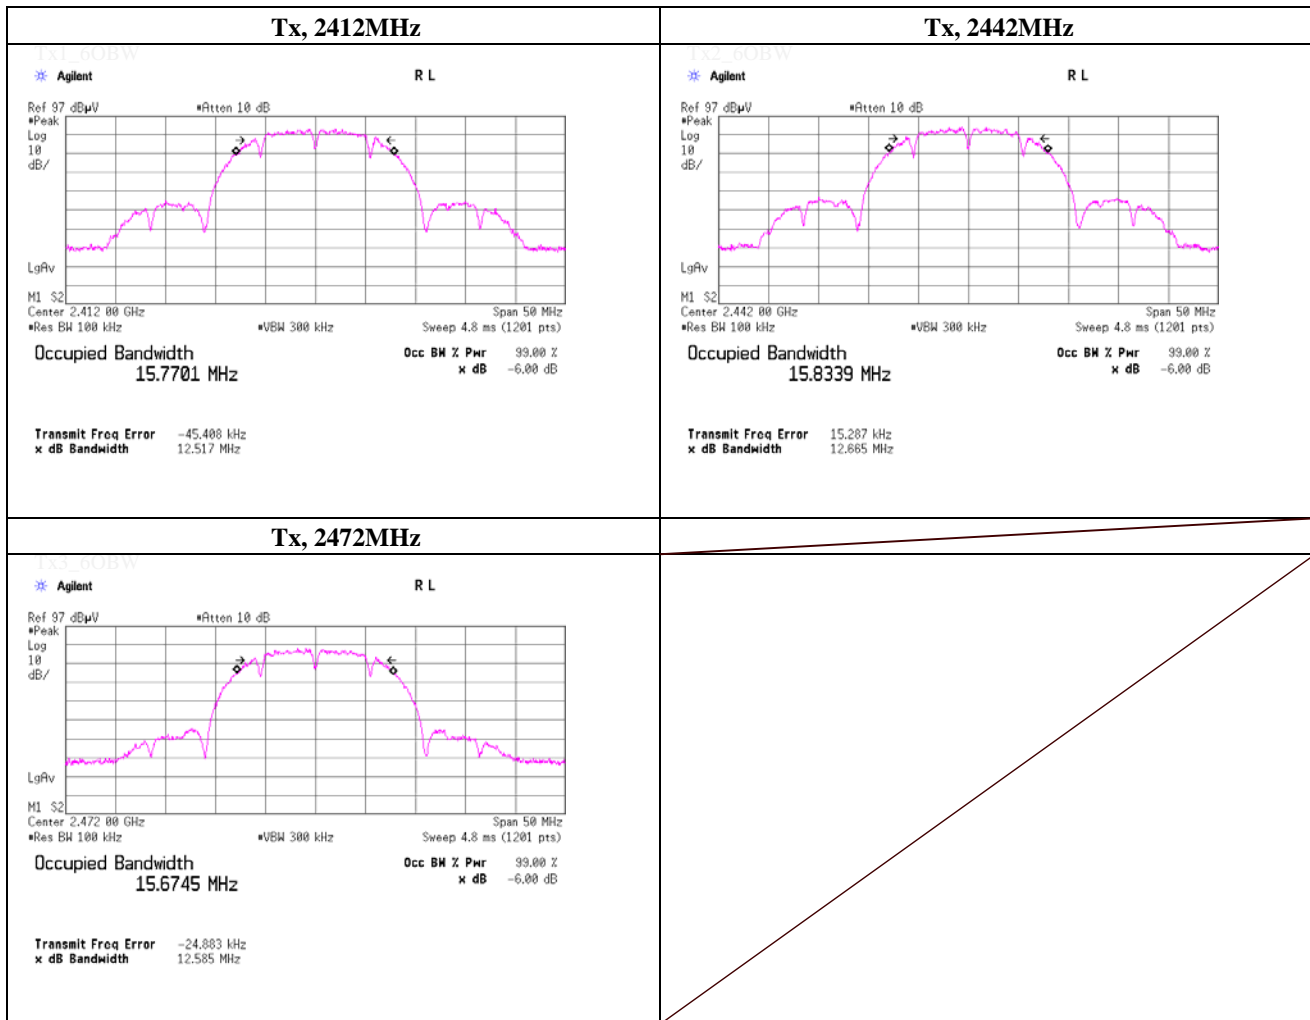 Tx, 2412MHz
Tx1_6OBW
Agilent R L
Ref 97 dBµV #Atten 10 dB
#Peak
Log
10
dB/
LgAv
M1 S2
Center 2.412 00 GHz Span 50 MHz
#Res BW 100 kHz #VBW 300 kHz Sweep 4.8 ms (1201 pts)
Occupied Bandwidth Occ BW % Pwr 99.00 %
15.7701 MHz x dB -6.00 dB
Transmit Freq Error -45.408 kHz
x dB Bandwidth 12.517 MHz
Tx, 2442MHz
Tx2_6OBW
Agilent R L
Ref 97 dBµV #Atten 10 dB
#Peak
Log
10
dB/
LgAv
M1 S2
Center 2.442 00 GHz Span 50 MHz
#Res BW 100 kHz #VBW 300 kHz Sweep 4.8 ms (1201 pts)
Occupied Bandwidth Occ BW % Pwr 99.00 %
15.8339 MHz x dB -6.00 dB
Transmit Freq Error 15.287 kHz
x dB Bandwidth 12.665 MHz
Tx, 2472MHz
Tx3_6OBW
Agilent R L
Ref 97 dBµV #Atten 10 dB
#Peak
Log
10
dB/
LgAv
M1 S2
Center 2.472 00 GHz Span 50 MHz
#Res BW 100 kHz #VBW 300 kHz Sweep 4.8 ms (1201 pts)
Occupied Bandwidth Occ BW % Pwr 99.00 %
15.6745 MHz x dB -6.00 dB
Transmit Freq Error -24.883 kHz
x dB Bandwidth 12.585 MHz